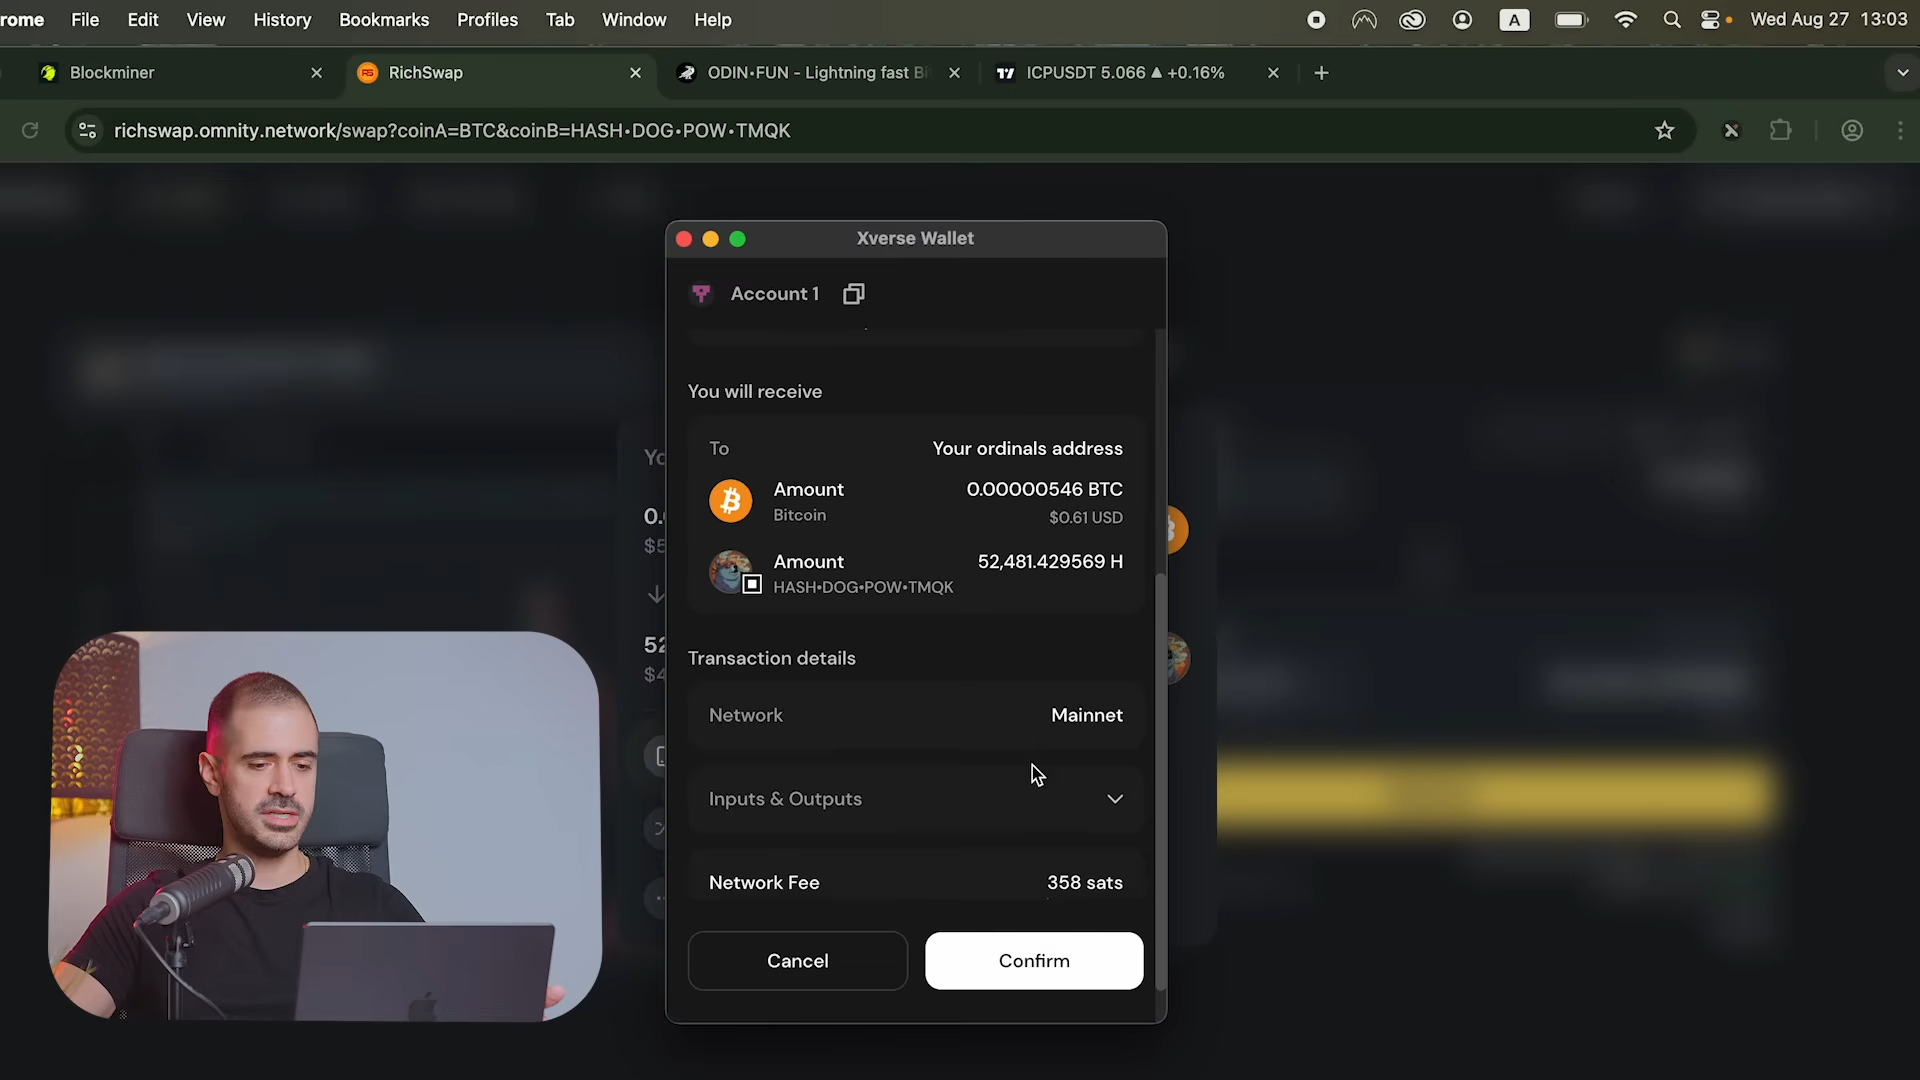 rome File Edit View History Bookmarks Profiles Tab Window Help A Wed Aug 27 13:03
Blockminer RichSwap ODIN•FUN - Lightning fast Bi ICPUSDT 5.066 ▲ +0.16%
richswap.omnity.network/swap?coinA=BTC&coinB=HASH•DOG•POW•TMQK
Xverse Wallet
Account 1
You will receive
To Your ordinals address
Amount 0.00000546 BTC
Bitcoin $0.61 USD
Amount 52,481.429569 H
HASH•DOG•POW•TMQK
Transaction details
Network Mainnet
Inputs & Outputs
Network Fee 358 sats
Cancel Confirm